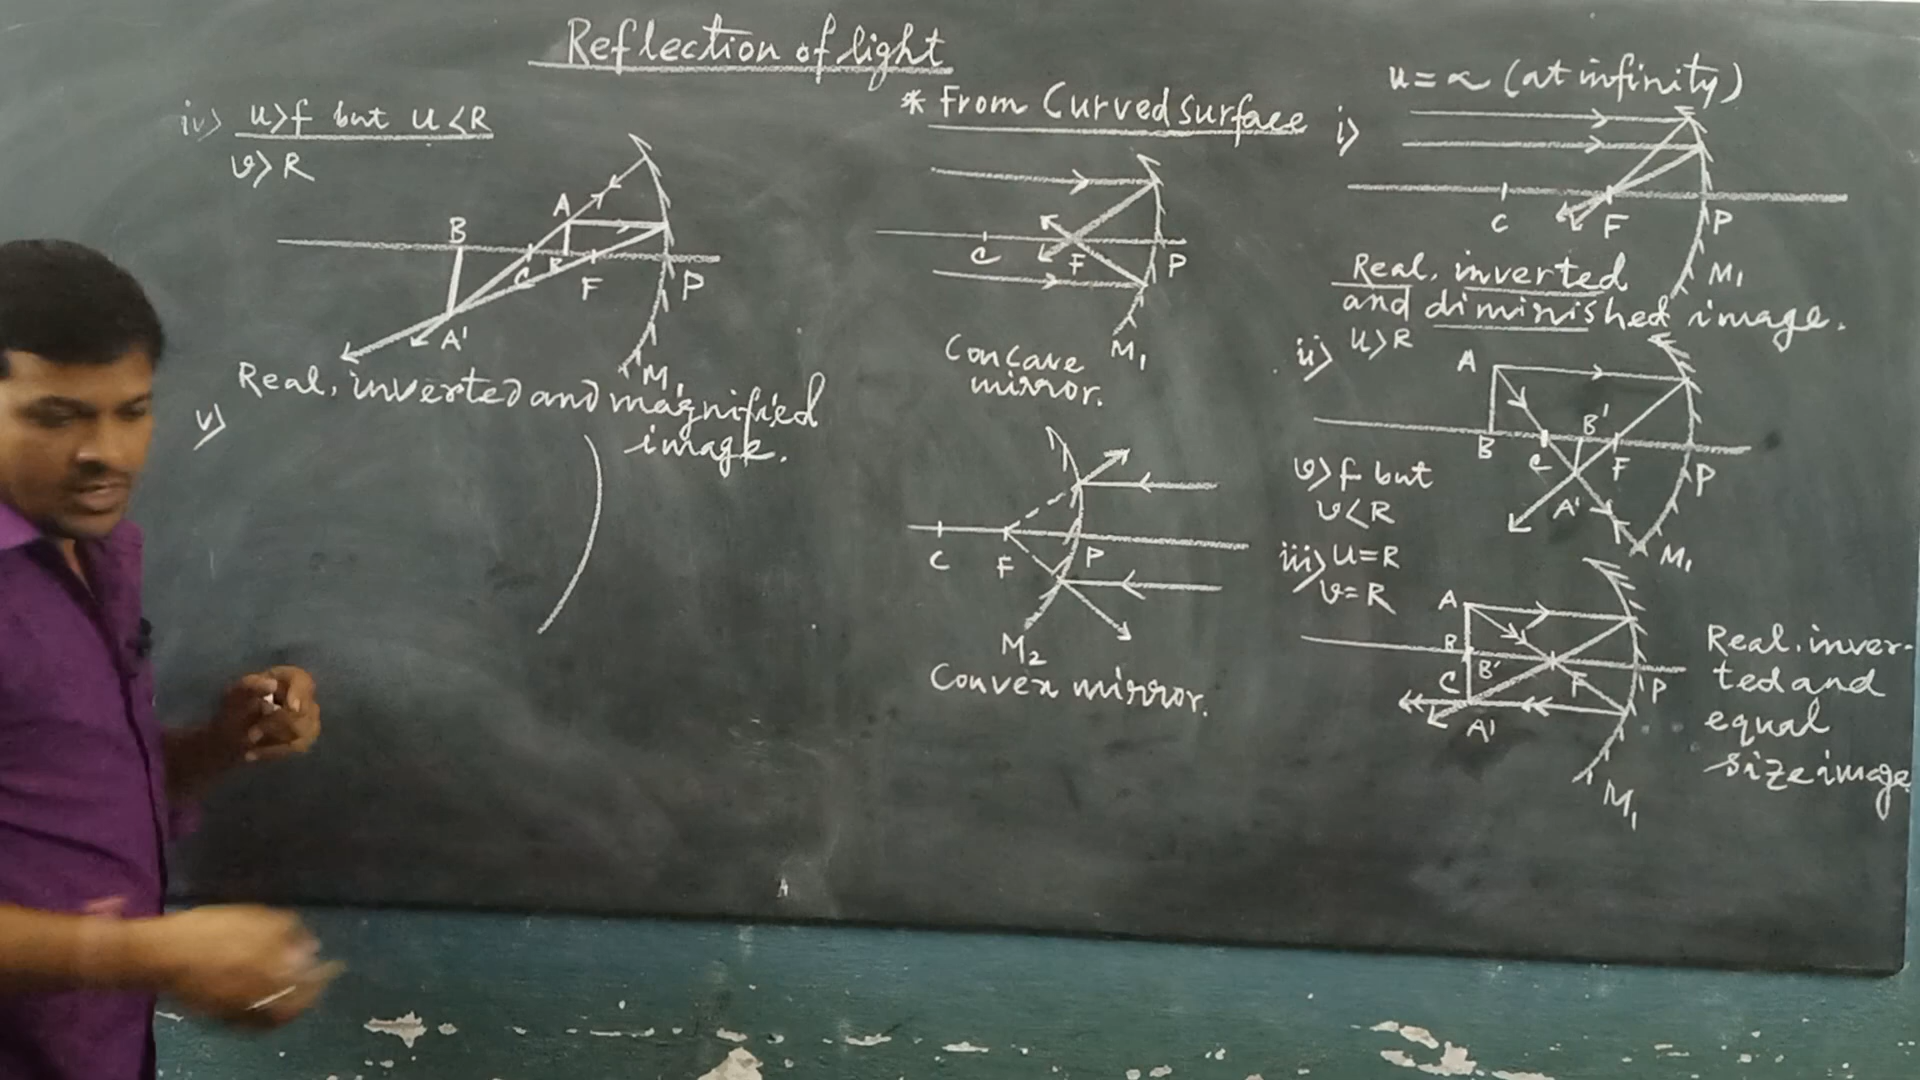 Reflection of light
iv) u>f but u<R
v>R
A
B
C
B
F
P
A'
M1
Real, inverted and magnified
image.
v)
* From Curved surface
C
F
P
M1
Concave
mirror.
C
F
P
M2
Convex mirror.
u=∝ (at infinity)
i)
C
F
P
M1
Real, inverted
and diminished image.
ii) u>R
A
B
C
B'
F
P
A'
M1
v>f but
v<R
iii) u=R
v=R
A
B
B'
C
F
P
A'
M1
Real, inver-
ted and
equal
size image